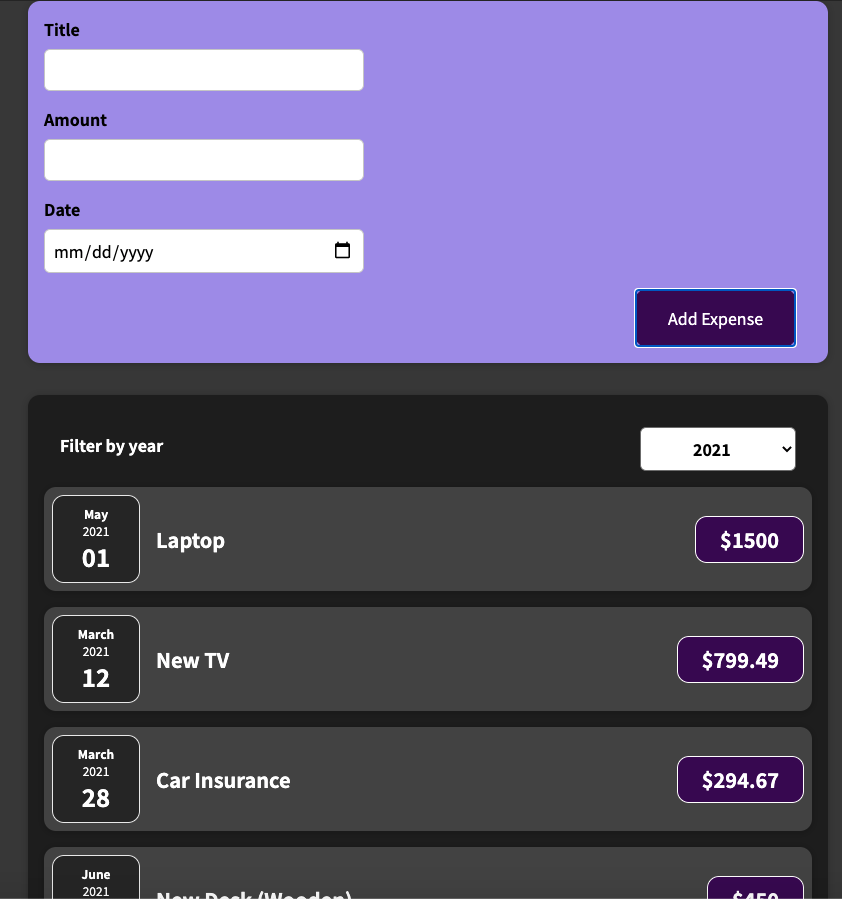 Title
Amount
Date
mm/dd/yyyy
Add Expense
Filter by year
2021
May
2021
01
Laptop
$1500
March
2021
12
New TV
$799.49
March
2021
28
Car Insurance
$294.67
June
2021
New Desk (Wooden)
$450